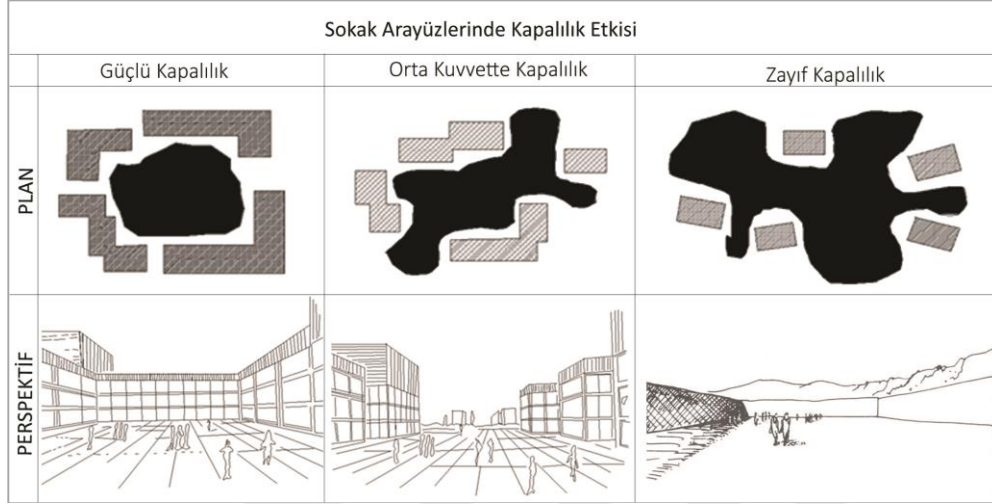 Sokak Arayüzlerinde Kapalılık Etkisi
Güçlü Kapalılık
Orta Kuvvette Kapalılık
Zayıf Kapalılık
PLAN
PERSPEKTİF